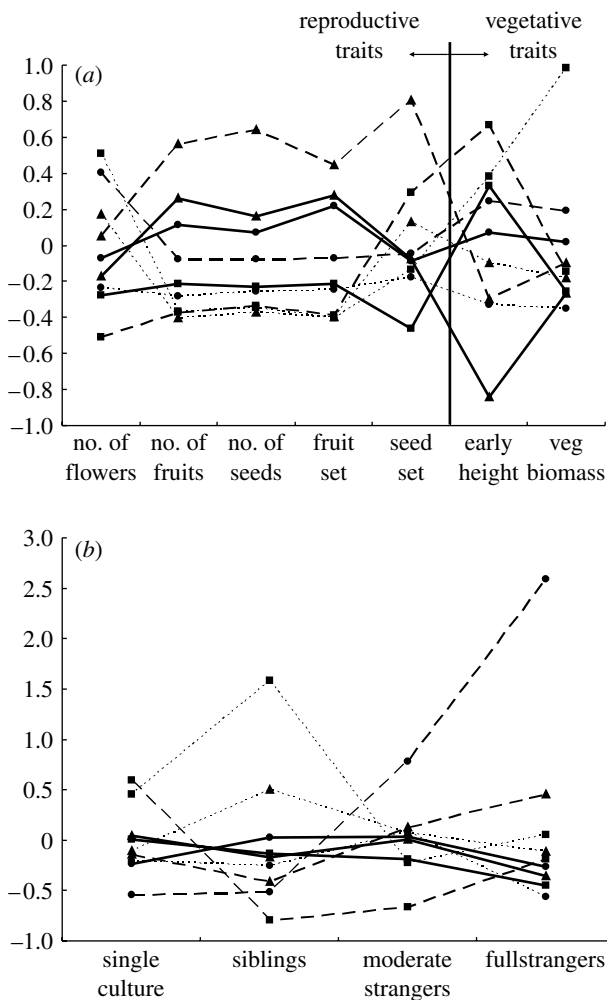 reproductive traits
vegetative traits
(a)
1.0
0.8
0.6
0.4
0.2
0
−0.2
−0.4
−0.6
−0.8
−1.0
no. of flowers
no. of fruits
no. of seeds
fruit set
seed set
early height
veg biomass
(b)
3.0
2.5
2.0
1.5
1.0
0.5
0
−0.5
−1.0
single culture
siblings
moderate strangers
fullstrangers